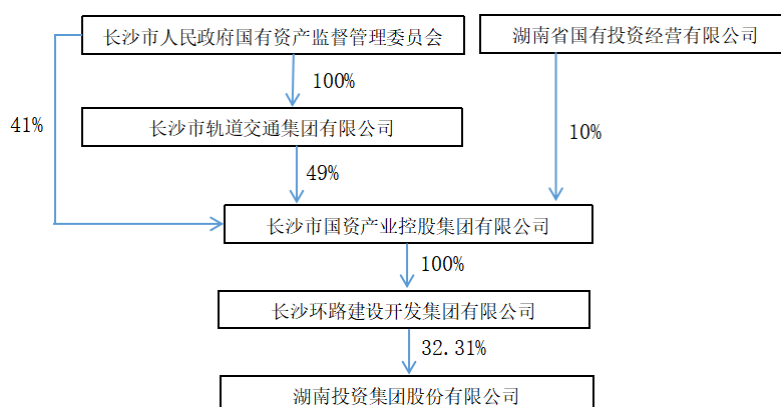 长沙市人民政府国有资产监督管理委员会
湖南省国有投资经营有限公司
100%
41%
长沙市轨道交通集团有限公司
10%
49%
长沙市国资产业控股集团有限公司
100%
长沙环路建设开发集团有限公司
32.31%
湖南投资集团股份有限公司